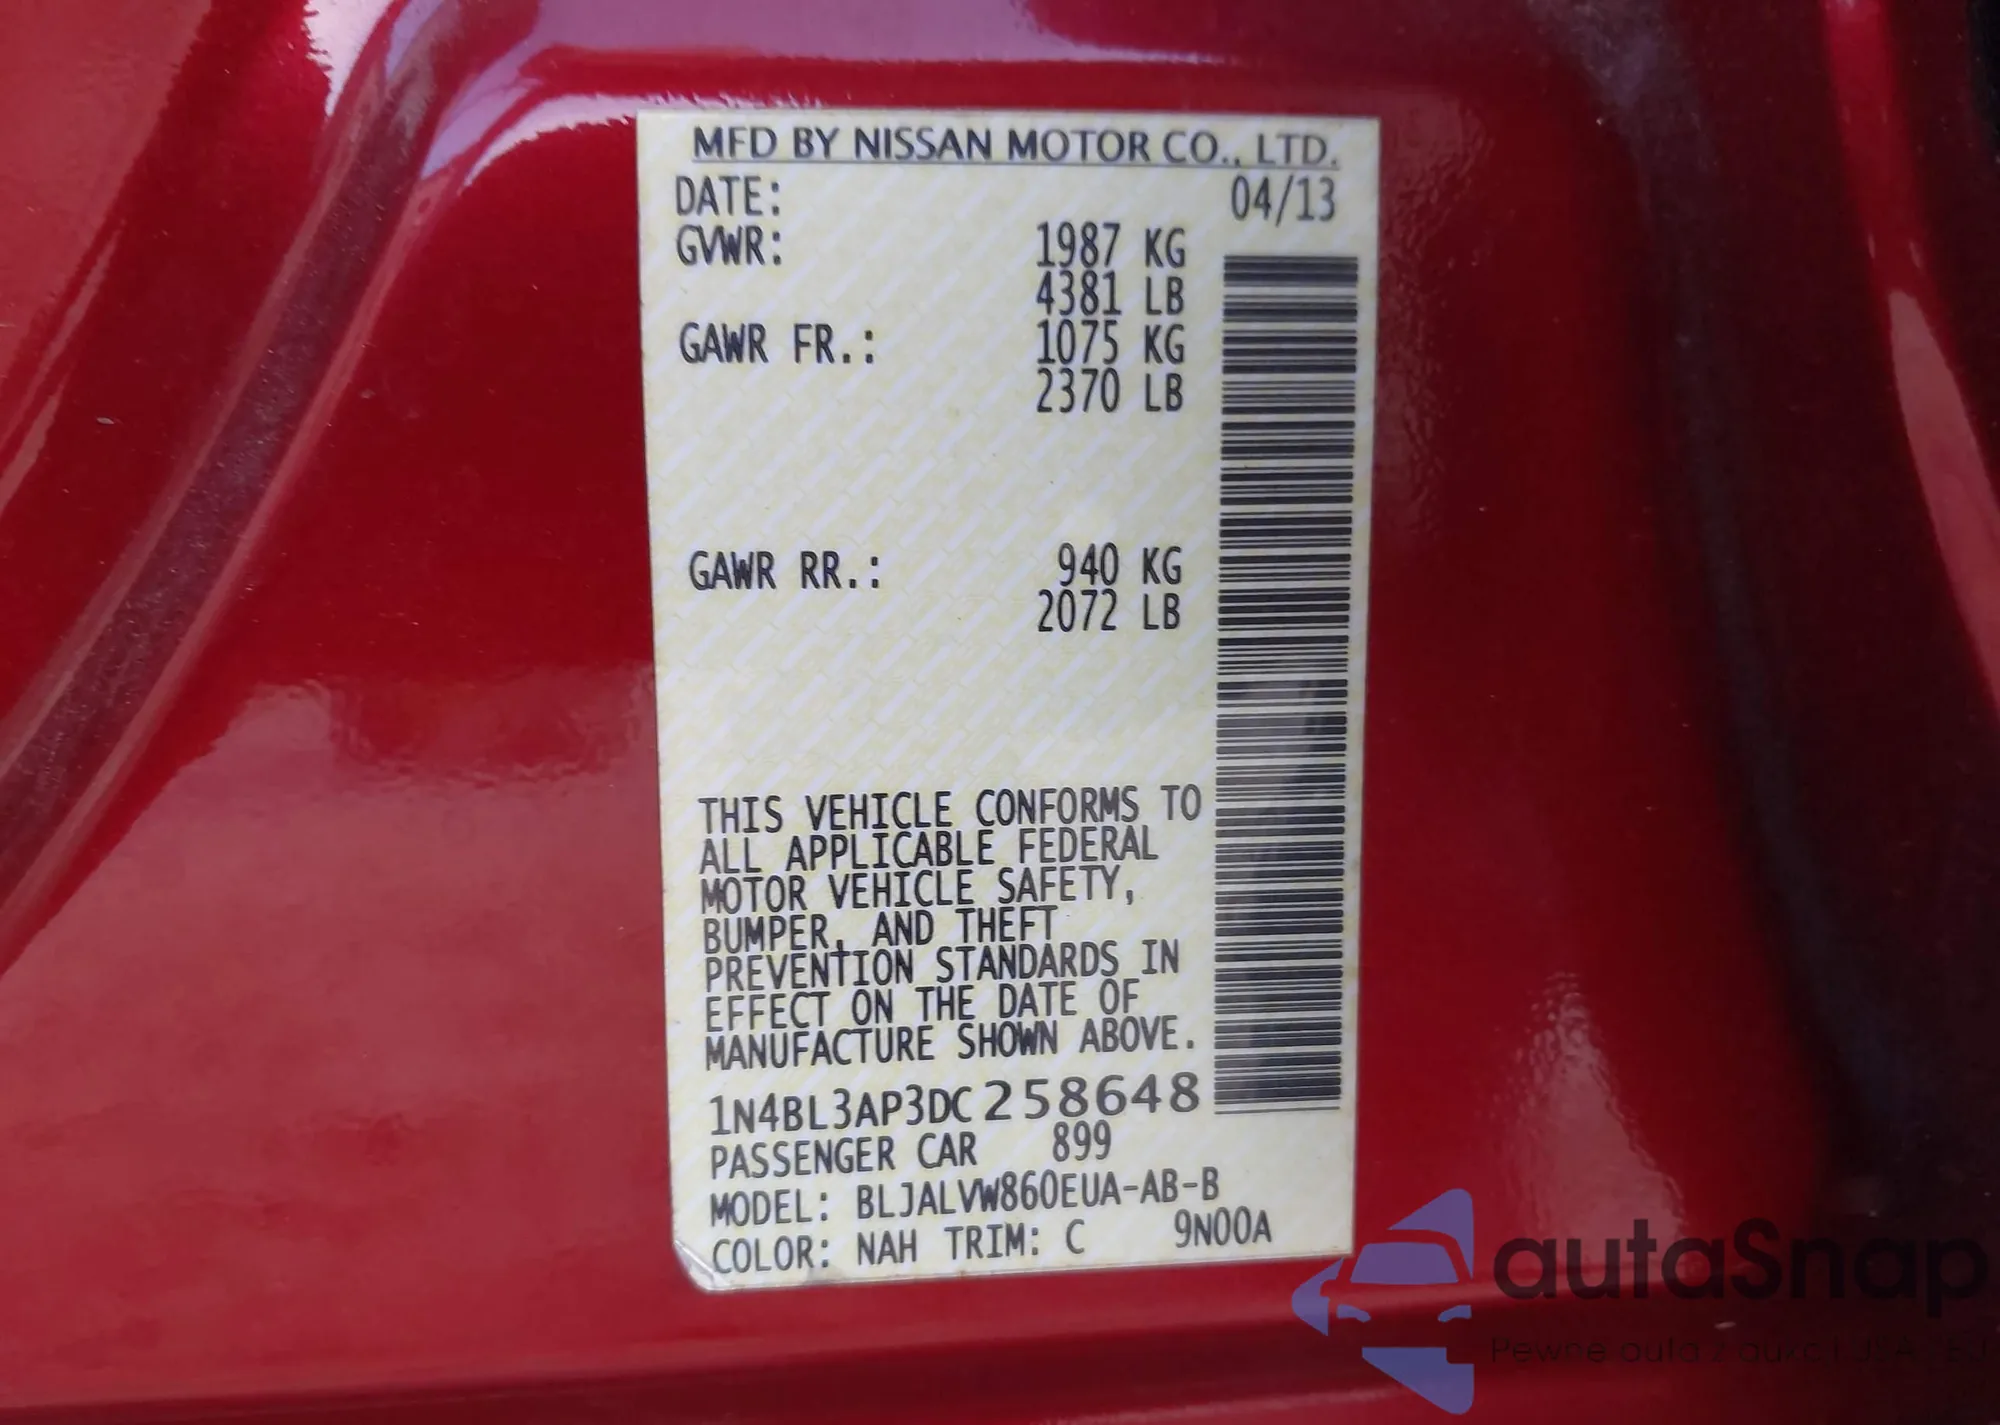 MFD BY NISSAN MOTOR CO., LTD.
DATE: 04/13
GVWR: 1987 KG
4381 LB
GAWR FR.: 1075 KG
2370 LB
GAWR RR.: 940 KG
2072 LB
THIS VEHICLE CONFORMS TO
ALL APPLICABLE FEDERAL
MOTOR VEHICLE SAFETY,
BUMPER, AND THEFT
PREVENTION STANDARDS IN
EFFECT ON THE DATE OF
MANUFACTURE SHOWN ABOVE.
1N4BL3AP3DC258648
PASSENGER CAR 899
MODEL: BLJALVW860EUA-AB-B
COLOR: NAH TRIM: C 9N00A
autaSnap
Pewne auta z aukcji